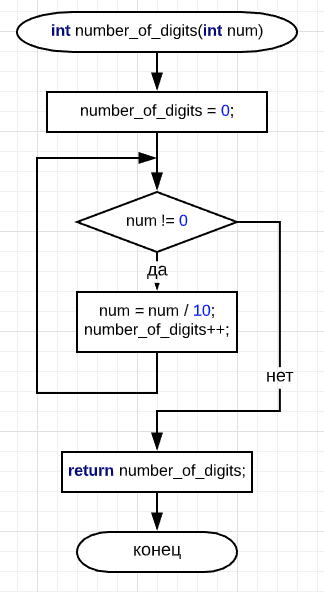 int number_of_digits(int num)
number_of_digits = 0;
num != 0
да
num = num / 10;
number_of_digits++;
нет
return number_of_digits;
конец